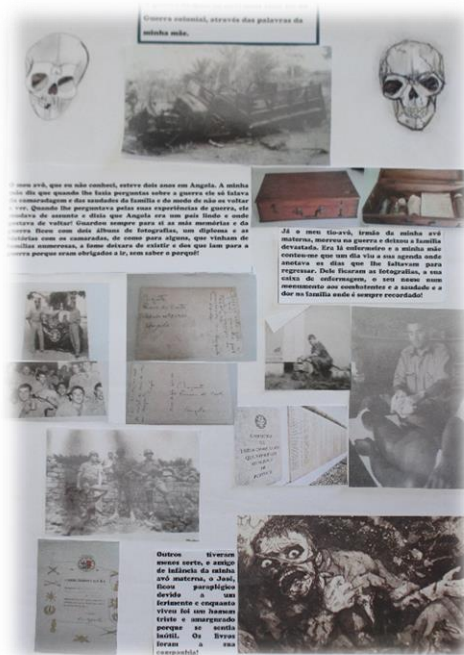 Guerra colonial, através das palavras da
minha mãe.
meu avô, que eu não conheci, esteve dois anos em Angola. A minha
mãe diz que quando lhe fazia perguntas sobre a guerra ele só falava
da camaradagem e das saudades da família e do medo de não os voltar
a ver. Quando lhe perguntava pelas suas experiências de guerra, ele
mudava de assunto e dizia que Angola era um país lindo e onde
gostava de voltar! Guardou sempre para si as más memórias e da
guerra ficou com dois álbuns de fotografias, um diploma e as
histórias com os camaradas, de como para alguns, que vinham de
famílias numerosas, a fome deixara de existir e dos que iam para a
guerra porque eram obrigados a ir, sem saber o porquê!
Já o meu tio-avô, irmão da minha avó
materna, morreu na guerra e deixou a família
devastada. Era lá enfermeiro e a minha mãe
contou-me que um dia viu a sua agenda onde
anotava os dias que lhe faltavam para
regressar. Dele ficaram as fotografias, a sua
caixa de enfermagem, o seu nome num
monumento aos combatentes e a saudade e a
dor na família onde é sempre recordado!
Outros tiveram
menos sorte, o amigo
de infância da minha
avó materna, o José,
ficou paraplégico
devido a um
ferimento e enquanto
viveu foi um homem
triste e amargurado
porque se sentia
inútil. Os livros
foram a sua
companhia!